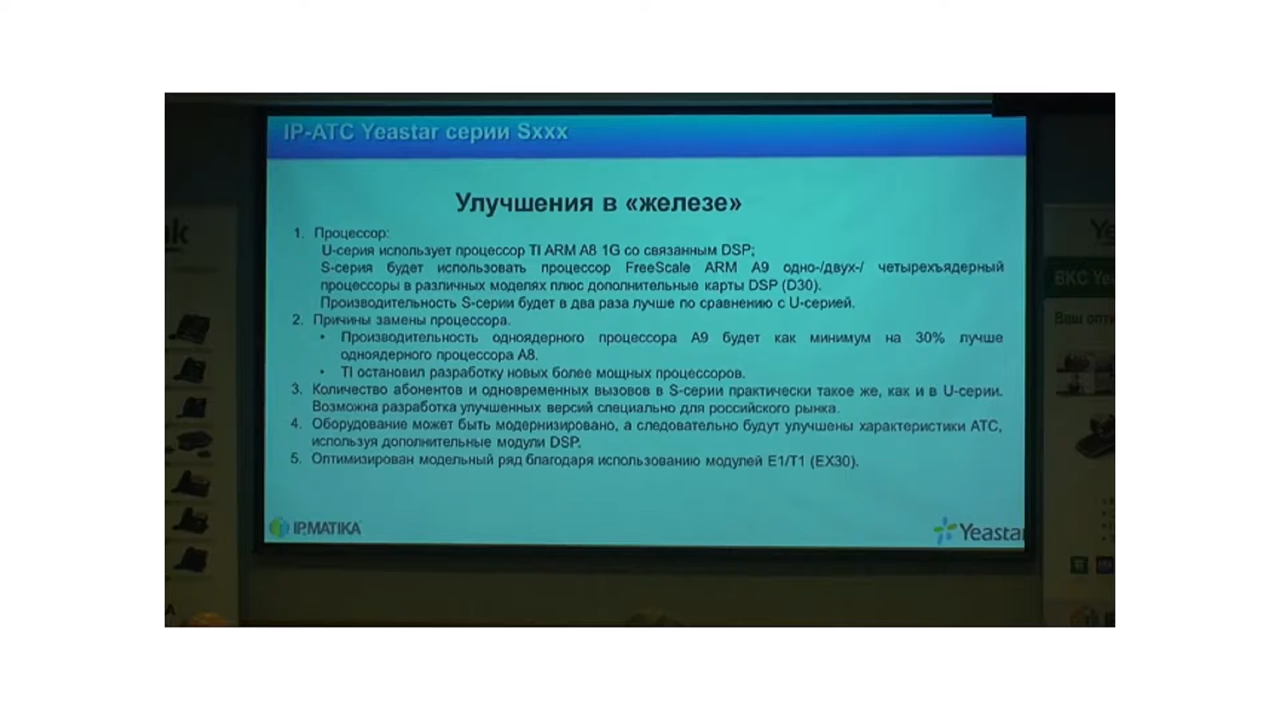 IP-АТС Yeastar серии Sxxx
Улучшения в «железе»
1. Процессор:
U-серия использует процессор TI ARM A8 1G со связанным DSP;
S-серия будет использовать процессор FreeScale ARM A9 одно-/двух-/ четырехъядерный
процессоры в различных моделях плюс дополнительные карты DSP (D30).
Производительность S-серии будет в два раза лучше по сравнению с U-серией.
2. Причины замены процессора.
• Производительность одноядерного процессора A9 будет как минимум на 30% лучше
одноядерного процессора A8.
• TI остановил разработку новых более мощных процессоров.
3. Количество абонентов и одновременных вызовов в S-серии практически такое же, как и в U-серии.
Возможна разработка улучшенных версий специально для российского рынка.
4. Оборудование может быть модернизировано, а следовательно будут улучшены характеристики АТС,
используя дополнительные модули DSP.
5. Оптимизирован модельный ряд благодаря использованию модулей E1/T1 (EX30).
IPMATIKA
Yeastar
ВКС Yea
Ваш опти